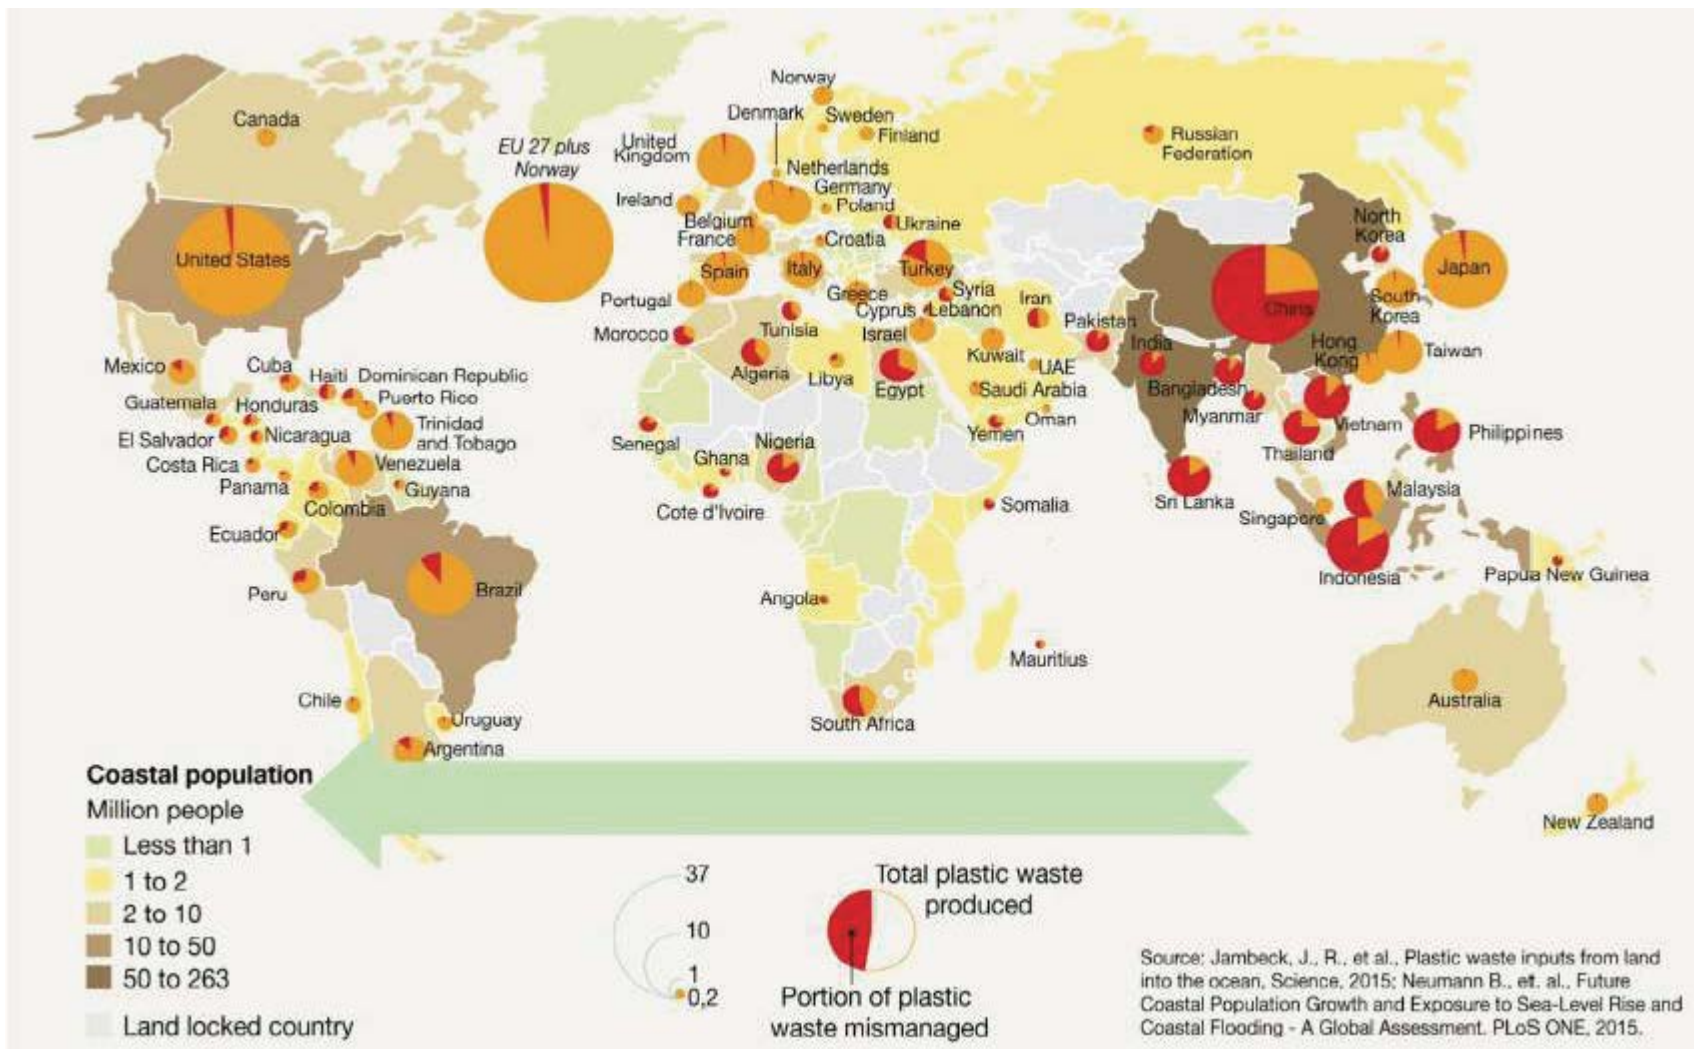 Norway
Denmark
Sweden
Finland
Canada
EU 27 plus
Norway
United
Kingdom
Netherlands
Germany
Poland
Ireland
Belgium
France
Ukraine
Croatia
Russian
Federation
North
Korea
United States
Spain
Italy
Turkey
Greece
Portugal
Cyprus
Syria
Lebanon
Israel
Iran
Pakistan
India
China
Japan
South
Korea
Hong
Kong
Taiwan
Morocco
Tunisia
Algeria
Libya
Egypt
Kuwait
UAE
Saudi Arabia
Oman
Yemen
Bangladesh
Myanmar
Vietnam
Thailand
Philippines
Mexico
Cuba
Haiti
Dominican Republic
Puerto Rico
Guatemala
Honduras
Trinidad
and Tobago
El Salvador
Nicaragua
Costa Rica
Venezuela
Panama
Guyana
Colombia
Ecuador
Senegal
Ghana
Nigeria
Cote d'Ivoire
Somalia
Sri Lanka
Malaysia
Singapore
Indonesia
Papua New Guinea
Peru
Brazil
Angola
Mauritius
Chile
Uruguay
Argentina
South Africa
Australia
New Zealand
Coastal population
Million people
Less than 1
1 to 2
2 to 10
10 to 50
50 to 263
Land locked country
37
10
1
0,2
Total plastic waste
produced
Portion of plastic
waste mismanaged
Source: Jambeck, J., R., et al., Plastic waste inputs from land
into the ocean, Science, 2015; Neumann B., et. al., Future
Coastal Population Growth and Exposure to Sea-Level Rise and
Coastal Flooding - A Global Assessment. PLoS ONE, 2015.